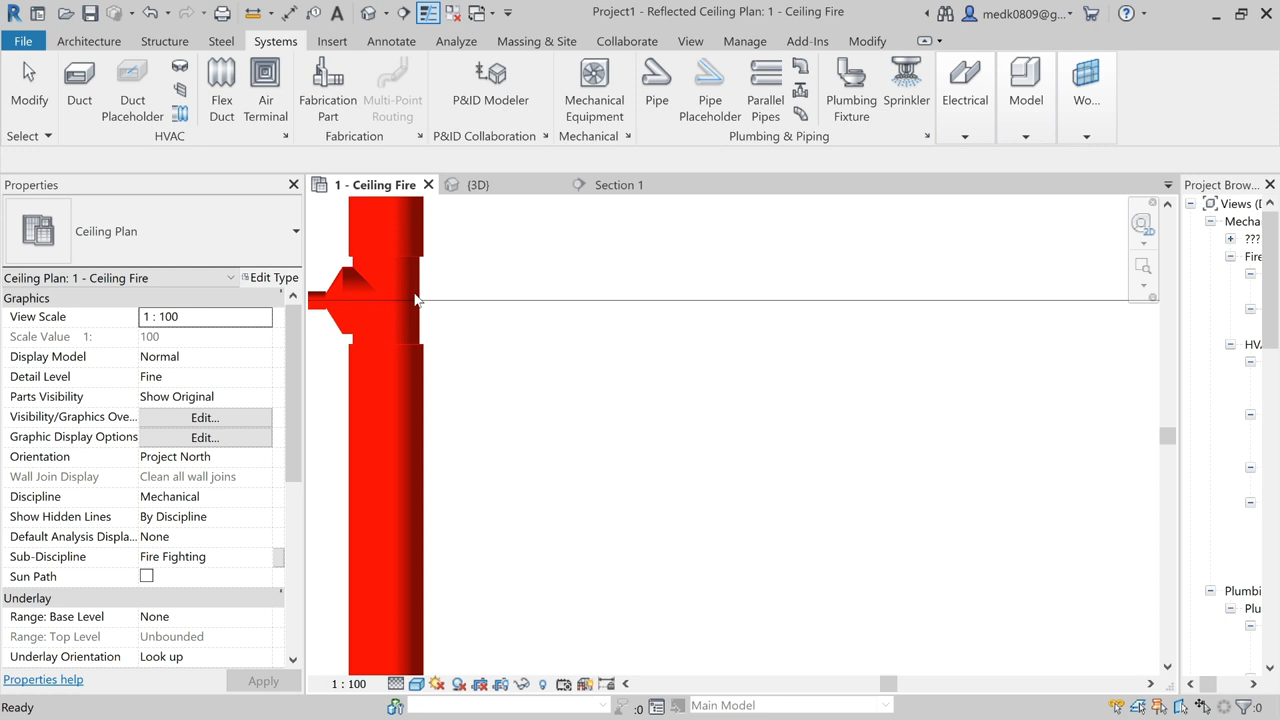 Project1 - Reflected Ceiling Plan: 1 - Ceiling Fire
medk0809@g...
File
Architecture
Structure
Steel
Systems
Insert
Annotate
Analyze
Massing & Site
Collaborate
View
Manage
Add-Ins
Modify
Modify
Duct
Duct
Placeholder
Flex
Duct
Air
Terminal
Fabrication
Part
Multi-Point
Routing
P&ID Modeler
Mechanical
Equipment
Pipe
Pipe
Placeholder
Parallel
Pipes
Plumbing
Fixture
Sprinkler
Electrical
Model
Wo...
Select
HVAC
Fabrication
P&ID Collaboration
Mechanical
Plumbing & Piping
Properties
1 - Ceiling Fire
{3D}
Section 1
Project Brow...
Ceiling Plan
Ceiling Plan: 1 - Ceiling Fire
Edit Type
Graphics
View Scale
1 : 100
Scale Value 1:
100
Display Model
Normal
Detail Level
Fine
Parts Visibility
Show Original
Visibility/Graphics Ove...
Edit...
Graphic Display Options
Edit...
Orientation
Project North
Wall Join Display
Clean all wall joins
Discipline
Mechanical
Show Hidden Lines
By Discipline
Default Analysis Displa...
None
Sub-Discipline
Fire Fighting
Sun Path
Underlay
Range: Base Level
None
Range: Top Level
Unbounded
Underlay Orientation
Look up
Properties help
Apply
2D
Views (
Mecha
???
Fire
HV
Plumbi
Plu
1 : 100
Ready
:0
Main Model
:0